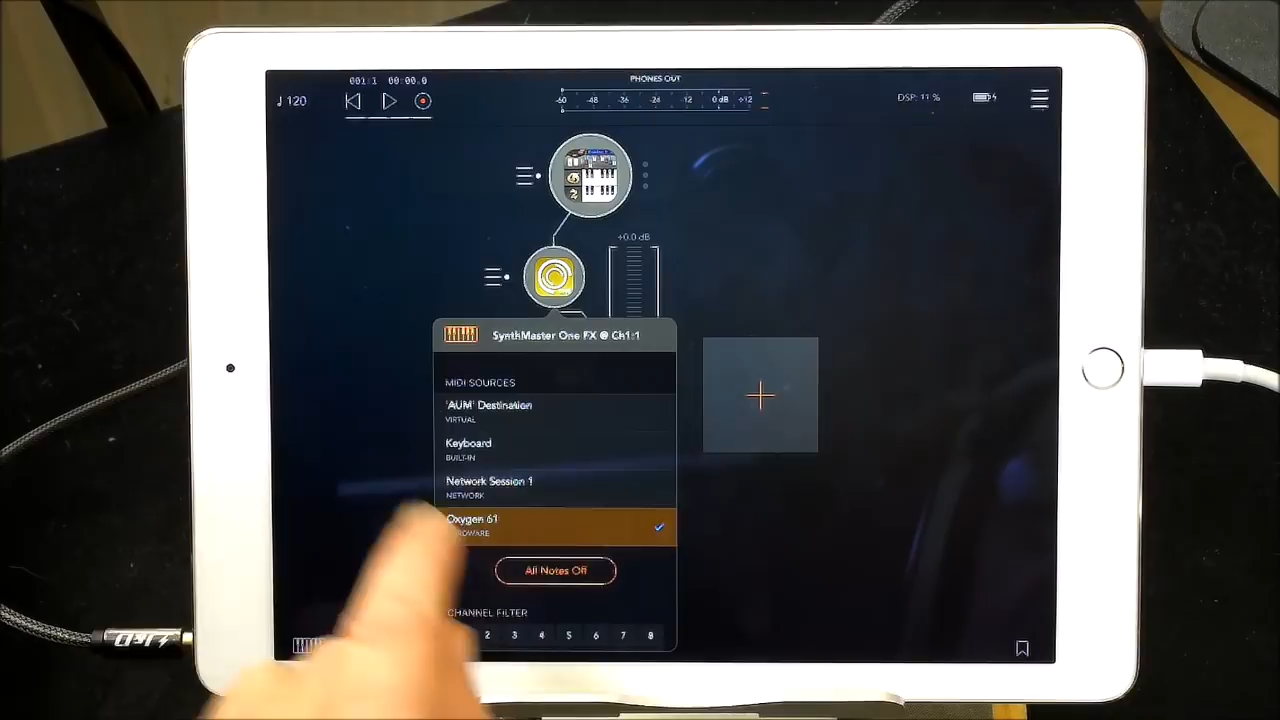 001:1 00:00.0
PHONES OUT
♩ 120
-60 -48 -36 -24 -12 0dB +12
DSP: 11 %
+0.0 dB
SynthMaster One FX @ Ch1:1
MIDI SOURCES
'AUM' Destination
VIRTUAL
Keyboard
BUILT-IN
Network Session 1
NETWORK
Oxygen 61
All Notes Off
CHANNEL FILTER
2 3 4 5 6 7 8